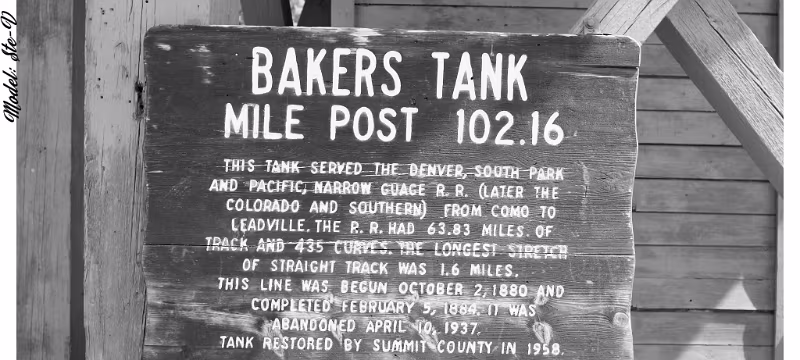 Model: Ste-V
BAKERS TANK
MILE POST 102.16
THIS TANK SERVED THE DENVER, SOUTH PARK
AND PACIFIC, NARROW GUAGE R. R. (LATER THE
COLORADO AND SOUTHERN) FROM COMO TO
LEADVILLE. THE R. R. HAD 63.83 MILES. OF
TRACK AND 435 CURVES. THE LONGEST STRETCH
OF STRAIGHT TRACK WAS 1.6 MILES.
THIS LINE WAS BEGUN OCTOBER 2, 1880 AND
COMPLETED FEBRUARY 5, 1884. IT WAS
ABANDONED APRIL 10, 1937.
TANK RESTORED BY SUMMIT COUNTY IN 1958.